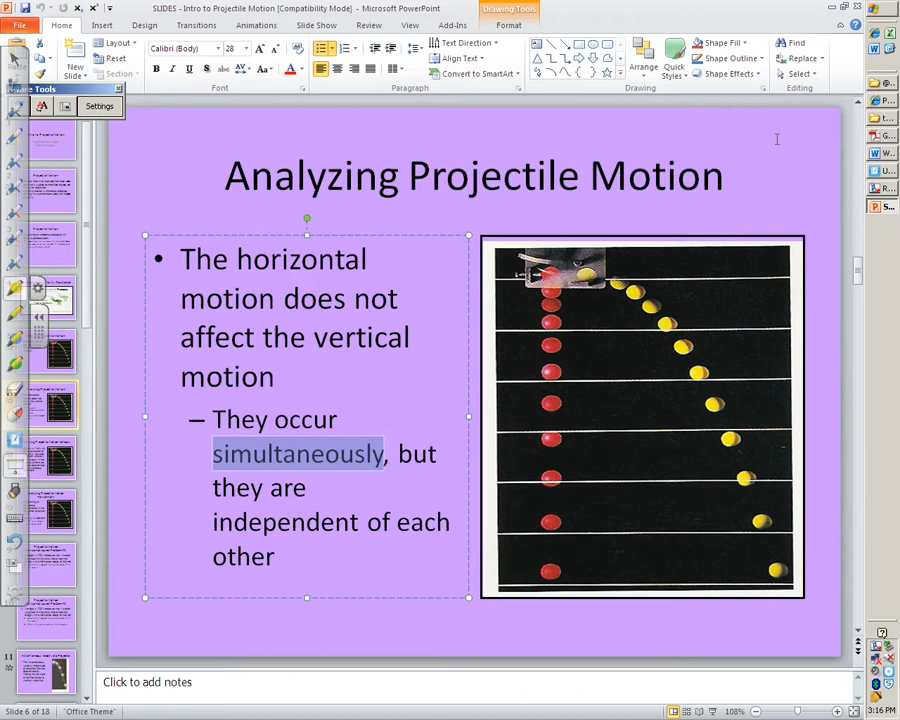 SLIDES - Intro to Projectile Motion [Compatibility Mode] - Microsoft PowerPoint
Drawing Tools
File Home Insert Design Transitions Animations Slide Show Review View Add-Ins Format
Layout
Reset
Section
New
Slide
Calibri (Body) 28
Text Direction
Align Text
Convert to SmartArt
Arrange
Quick
Styles
Shape Fill
Shape Outline
Shape Effects
Find
Replace
Select
Font Paragraph Drawing Editing
Tools
Settings
Analyzing Projectile Motion
• The horizontal
motion does not
affect the vertical
motion
– They occur
simultaneously, but
they are
independent of each
other
11
Click to add notes
Slide 6 of 18 "Office Theme" 108%
3:16 PM